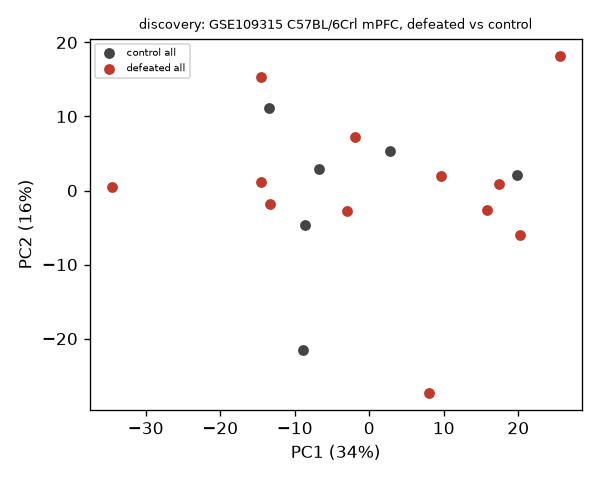 discovery: GSE109315 C57BL/6Crl mPFC, defeated vs control
control all
defeated all
20
10
0
−10
−20
PC2 (16%)
−30 −20 −10 0 10 20
PC1 (34%)